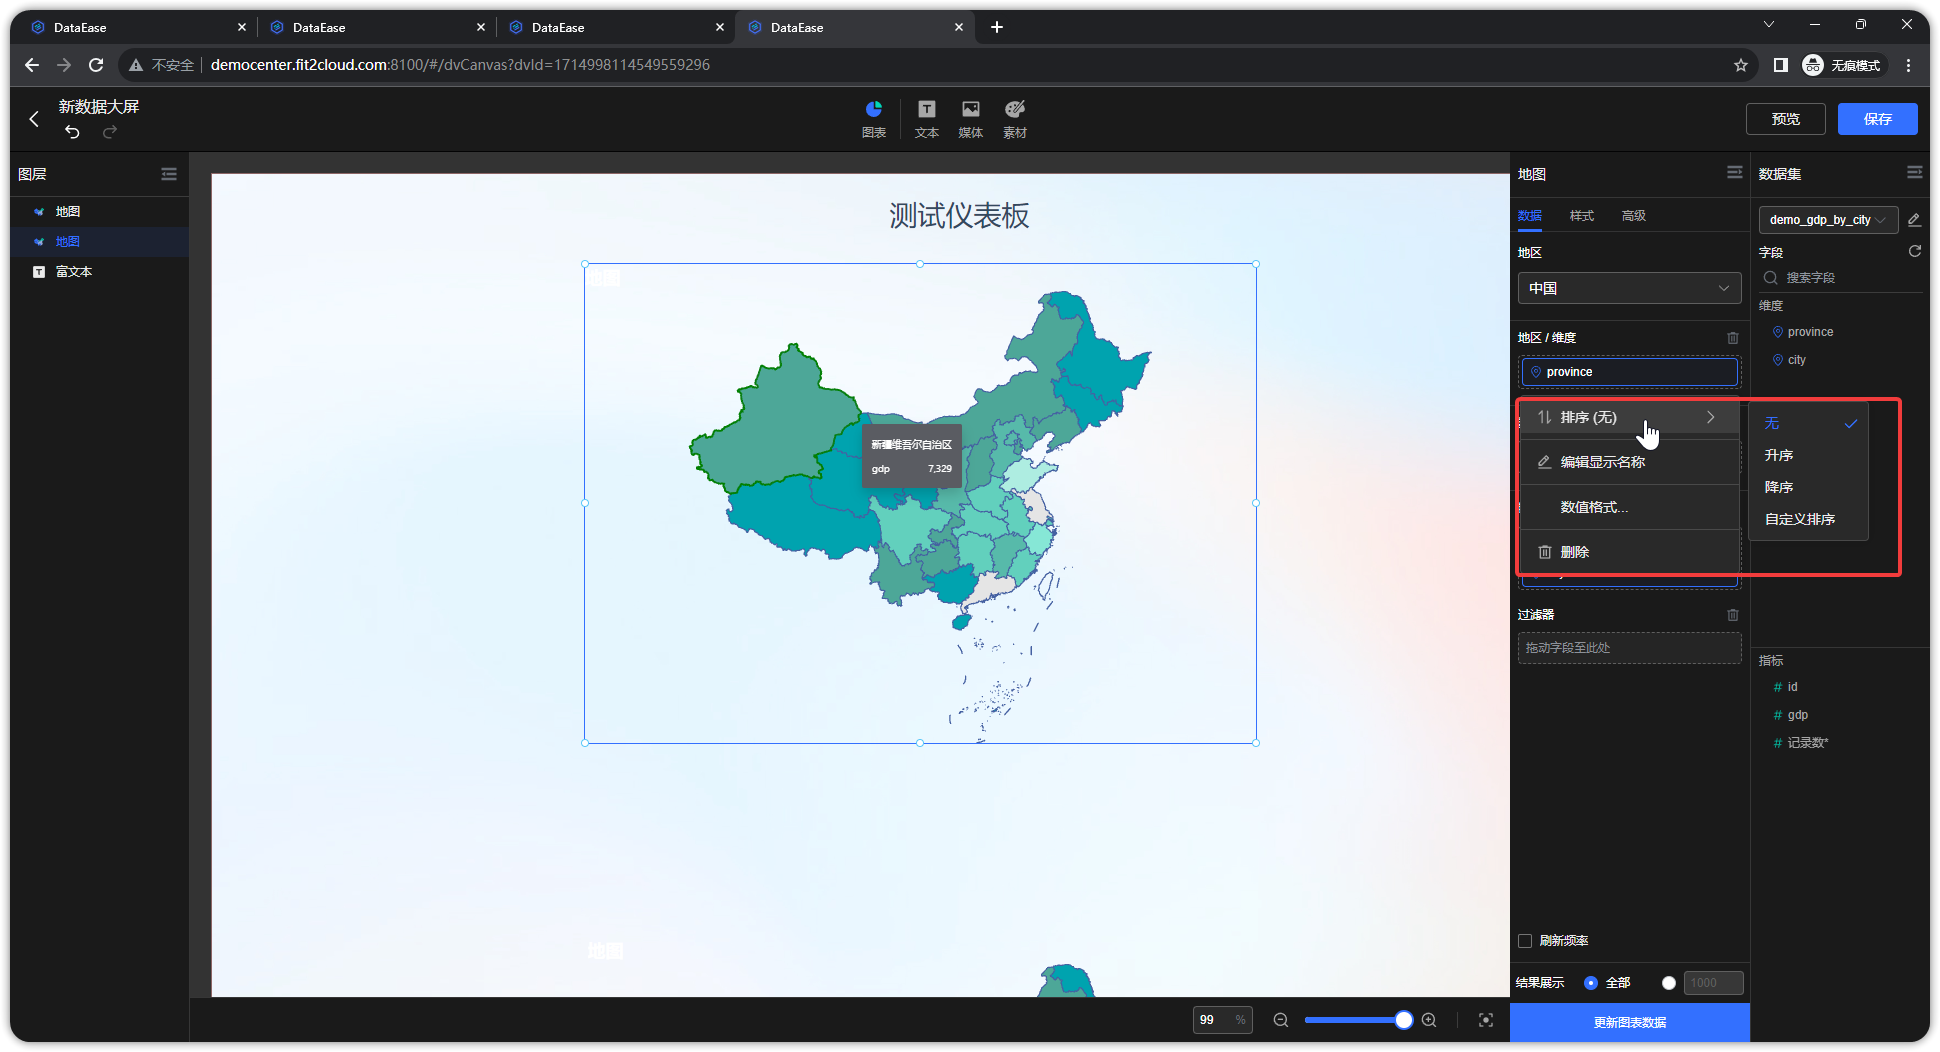 DataEase
DataEase
DataEase
DataEase
不安全
democenter.fit2cloud.com:8100/#/dvCanvas?dvId=1714998114549559296
无痕模式
新数据大屏
图表
文本
媒体
素材
预览
保存
图层
地图
地图
富文本
测试仪表板
地图
新疆维吾尔自治区
gdp 7,329
地图
地图
数据 样式 高级
地区
中国
地区 / 维度
province
排序 (无)
编辑显示名称
数值格式...
删除
无
升序
降序
自定义排序
过滤器
拖动字段至此处
刷新频率
结果展示 全部 1000
更新图表数据
数据集
demo_gdp_by_city
字段
搜索字段
维度
province
city
指标
# id
# gdp
# 记录数*
99 %